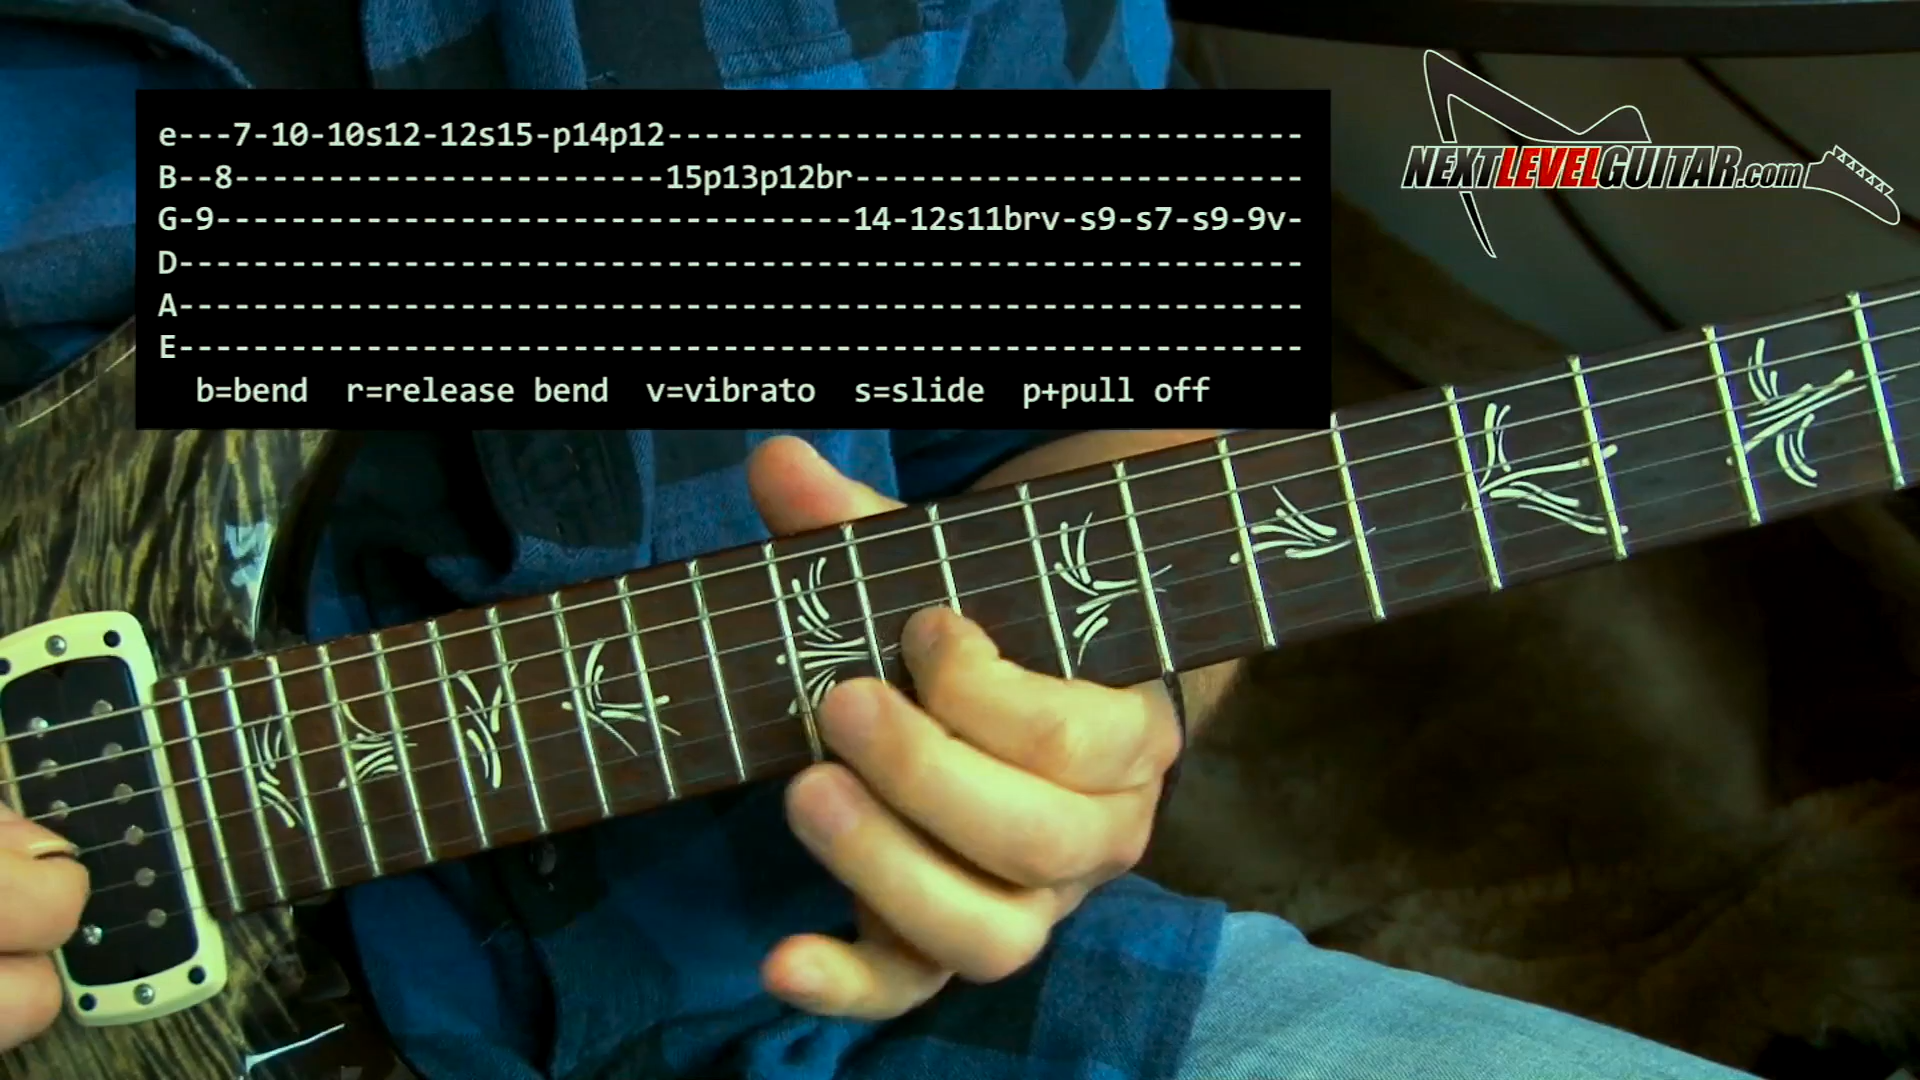 e---7-10-10s12-12s15-p14p12----------------------------------
B--8-----------------------15p13p12br------------------------
G-9----------------------------------14-12s11brv-s9-s7-s9-9v-
D------------------------------------------------------------
A------------------------------------------------------------
E------------------------------------------------------------
b=bend r=release bend v=vibrato s=slide p+pull off
NEXTLEVELGUITAR.com